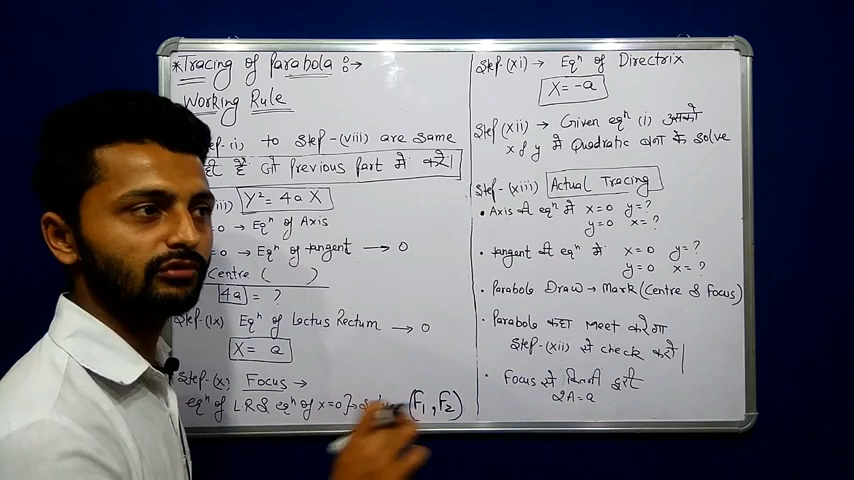 *Tracing of Parabola :→
Working Rule
to Step-(viii) are same
जो Previous Part में करें।
Y² = 4aX
=0 → Eqⁿ of Axis
=0 → Eqⁿ of tangent → 0
Centre ( )
4a = ?
Step-(ix) Eqⁿ of Lactus Rectum → 0
X = a
Step-(x) Focus →
eqⁿ of L.R & eqⁿ of x=0}→ (F₁, F₂)
Step-(xi) → Eqⁿ of Directrix
X = -a
Step-(xii) → Given eqⁿ (i) उसको
x & y में Quadratic बना के solve
Step-(xiii) Actual Tracing
• Axis की eqⁿ में x=0 y=?
y=0 x=?
• tangent की eqⁿ में x=0 y=?
y=0 x=?
• Parabola Draw → Mark (Centre & Focus)
• Parabola कहा Meet करेगा
Step-(xii) से check करो।
• Focus से कितनी दूरी
2A=a